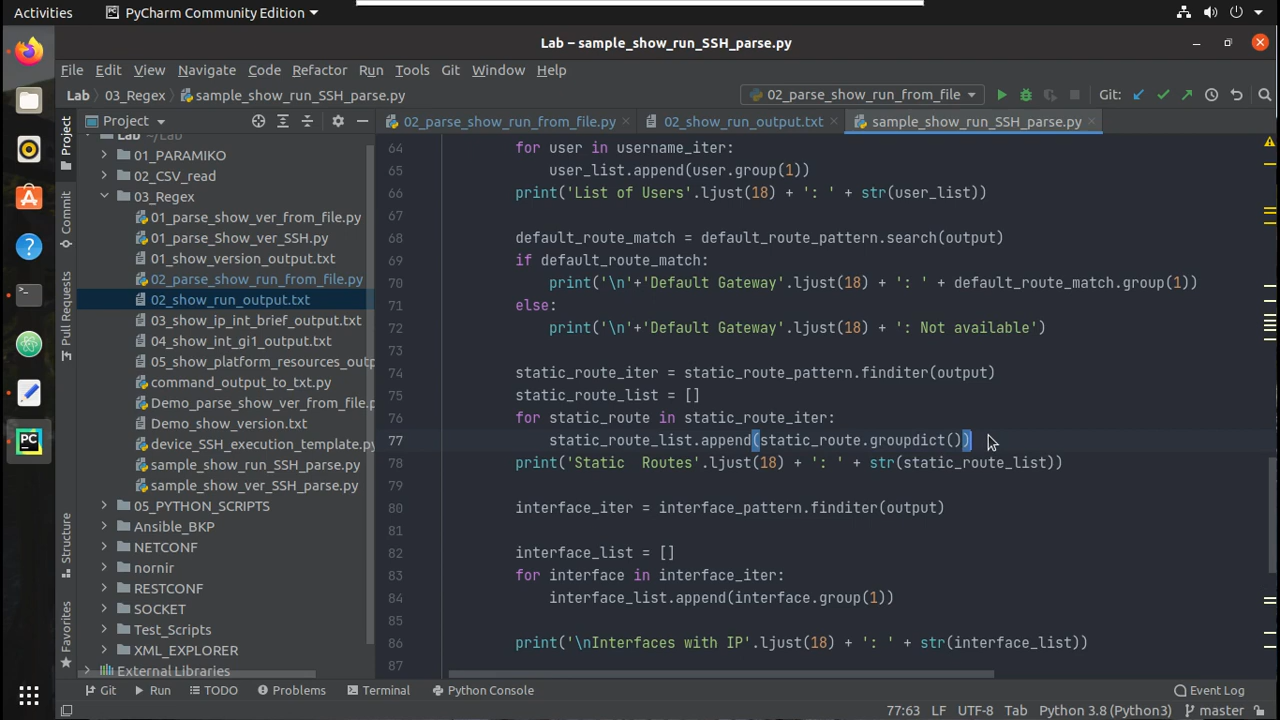 Activities PyCharm Community Edition
Lab – sample_show_run_SSH_parse.py
File Edit View Navigate Code Refactor Run Tools Git Window Help
Lab 03_Regex sample_show_run_SSH_parse.py 02_parse_show_run_from_file Git:
Project 02_parse_show_run_from_file.py 02_show_run_output.txt sample_show_run_SSH_parse.py
Project
Commit
Pull Requests
Structure
Favorites
Lab ~/Lab
01_PARAMIKO
02_CSV_read
03_Regex
01_parse_show_ver_from_file.py
01_parse_Show_ver_SSH.py
01_show_version_output.txt
02_parse_show_run_from_file.py
02_show_run_output.txt
03_show_ip_int_brief_output.txt
04_show_int_gi1_output.txt
05_show_platform_resources_outp
command_output_to_txt.py
Demo_parse_show_ver_from_file.p
Demo_show_version.txt
device_SSH_execution_template.py
sample_show_run_SSH_parse.py
sample_show_ver_SSH_parse.py
05_PYTHON_SCRIPTS
Ansible_BKP
NETCONF
nornir
RESTCONF
SOCKET
Test_Scripts
XML_EXPLORER
External Libraries
64 for user in username_iter:
65 user_list.append(user.group(1))
66 print('List of Users'.ljust(18) + ': ' + str(user_list))
67
68 default_route_match = default_route_pattern.search(output)
69 if default_route_match:
70 print('\n'+'Default Gateway'.ljust(18) + ': ' + default_route_match.group(1))
71 else:
72 print('\n'+'Default Gateway'.ljust(18) + ': Not available')
73
74 static_route_iter = static_route_pattern.finditer(output)
75 static_route_list = []
76 for static_route in static_route_iter:
77 static_route_list.append(static_route.groupdict())
78 print('Static  Routes'.ljust(18) + ': ' + str(static_route_list))
79
80 interface_iter = interface_pattern.finditer(output)
81
82 interface_list = []
83 for interface in interface_iter:
84 interface_list.append(interface.group(1))
85
86 print('\nInterfaces with IP'.ljust(18) + ': ' + str(interface_list))
87
Git Run TODO Problems Terminal Python Console Event Log
77:63 LF UTF-8 Tab Python 3.8 (Python3) master